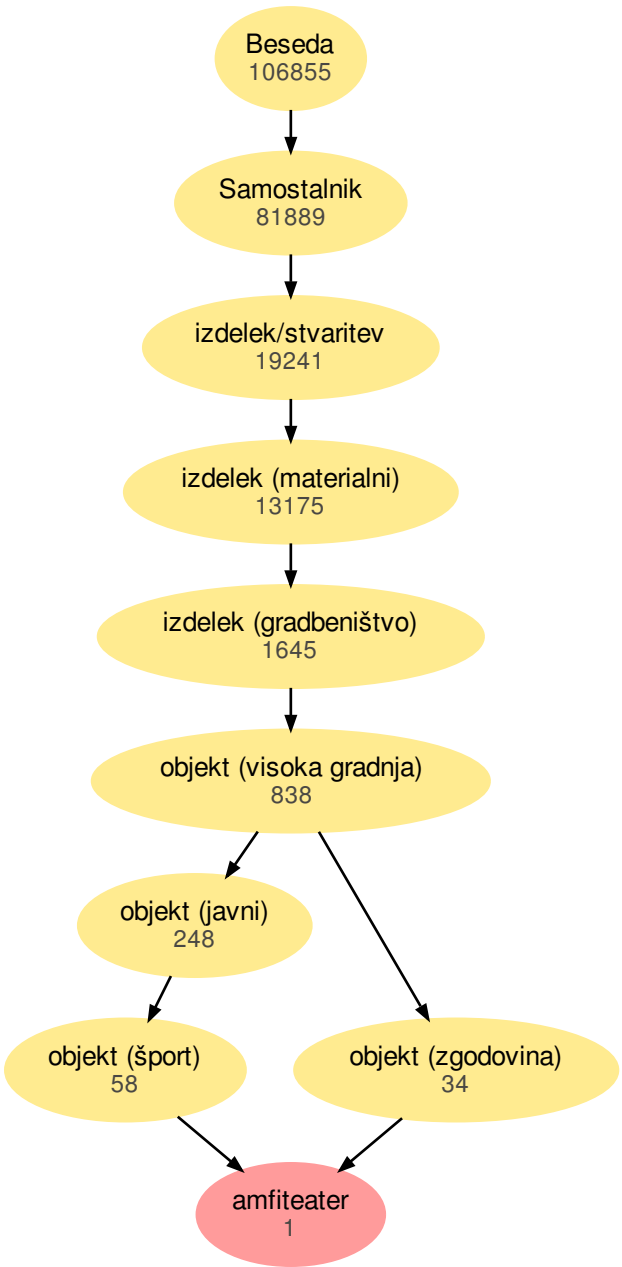 Beseda
106855
Samostalnik
81889
izdelek/stvaritev
19241
izdelek (materialni)
13175
izdelek (gradbeništvo)
1645
objekt (visoka gradnja)
838
objekt (javni)
248
objekt (šport)
58
objekt (zgodovina)
34
amfiteater
1